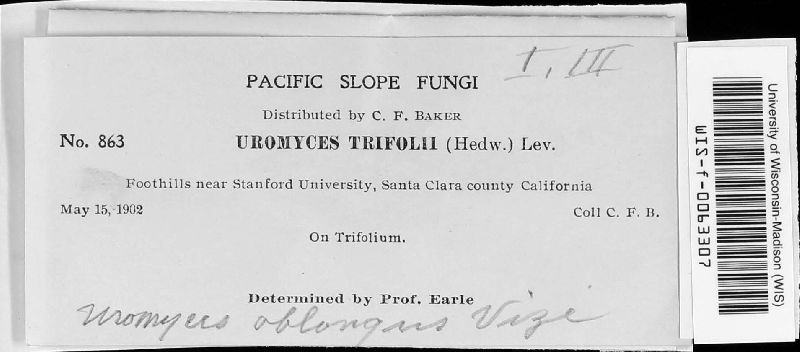 I, III
PACIFIC SLOPE FUNGI
Distributed by C. F. BAKER
No. 863 UROMYCES TRIFOLII (Hedw.) Lev.
Foothills near Stanford University, Santa Clara county California
May 15, 1902 Coll C. F. B.
On Trifolium.
Determined by Prof. Earle
Uromyces oblongus Vize
University of Wisconsin-Madison (WIS)
WIS-f-0063307